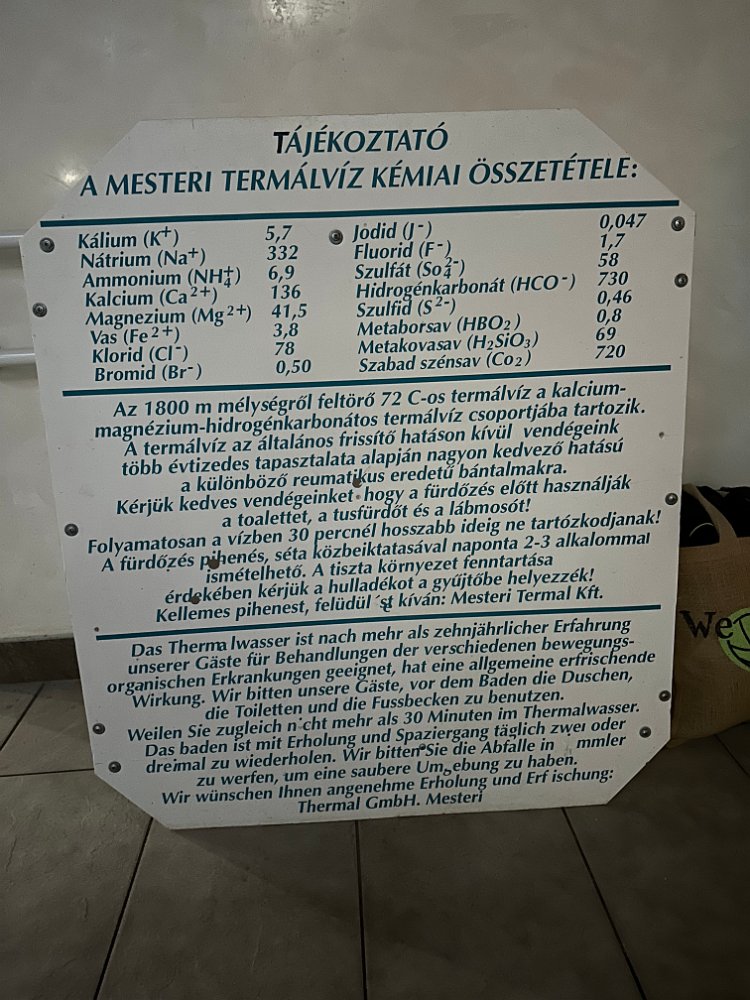 TÁJÉKOZTATÓ
A MESTERI TERMÁLVÍZ KÉMIAI ÖSSZETÉTELE:
Kálium (K+) 5,7
Nátrium (Na+) 332
Ammonium (NH4+) 6,9
Kalcium (Ca2+) 136
Magnezium (Mg2+) 41,5
Vas (Fe2+) 3,8
Klorid (Cl-) 78
Bromid (Br-) 0,50
Jodid (J-) 0,047
Fluorid (F-) 1,7
Szulfát (So4 2-) 58
Hidrogénkarbonát (HCO-) 730
Szulfid (S2-) 0,46
Metaborsav (HBO2) 0,8
Metakovasav (H2SiO3) 69
Szabad szénsav (Co2) 720
Az 1800 m mélységről feltörő 72 C-os termálvíz a kalcium-
magnézium-hidrogénkarbonátos termálvíz csoportjába tartozik.
A termálvíz az általános frissítő hatáson kívül vendégeink
több évtizedes tapasztalata alapján nagyon kedvező hatású
a különböző reumatikus eredetű bántalmakra.
Kérjük kedves vendégeinket hogy a fürdőzés előtt használják
a toalettet, a tusfürdőt és a lábmosót!
Folyamatosan a vízben 30 percnél hosszabb ideig ne tartózkodjanak!
A fürdőzés pihenés, séta közbeiktatasával naponta 2-3 alkalommal
ismételhető. A tiszta környezet fenntartása
érdekében kérjük a hulladékot a gyűjtőbe helyezzék!
Kellemes pihenest, kíván: Mesteri Termal Kft.
Das Thermalwasser ist nach mehr als zehnjährlicher Erfahrung
unserer Gäste für Behandlungen der verschiedenen bewegungs-
organischen Erkrankungen geeignet, hat eine allgemeine erfrischende
Wirkung. Wir bitten unsere Gäste, vor dem Baden die Duschen,
die Toiletten und die Fussbecken zu benutzen.
Weilen Sie zugleich n cht mehr als 30 Minuten im Thermalwasser.
Das baden ist mit Erholung und Spaziergang täglich zwei oder
dreimal zu wiederholen. Wir bitten Sie die Abfalle in mmler
zu werfen, um eine saubere Um ebung zu haben.
Wir wünschen Ihnen angenehme Erholung und Erf ischung:
Thermal GmbH. Mesteri
We